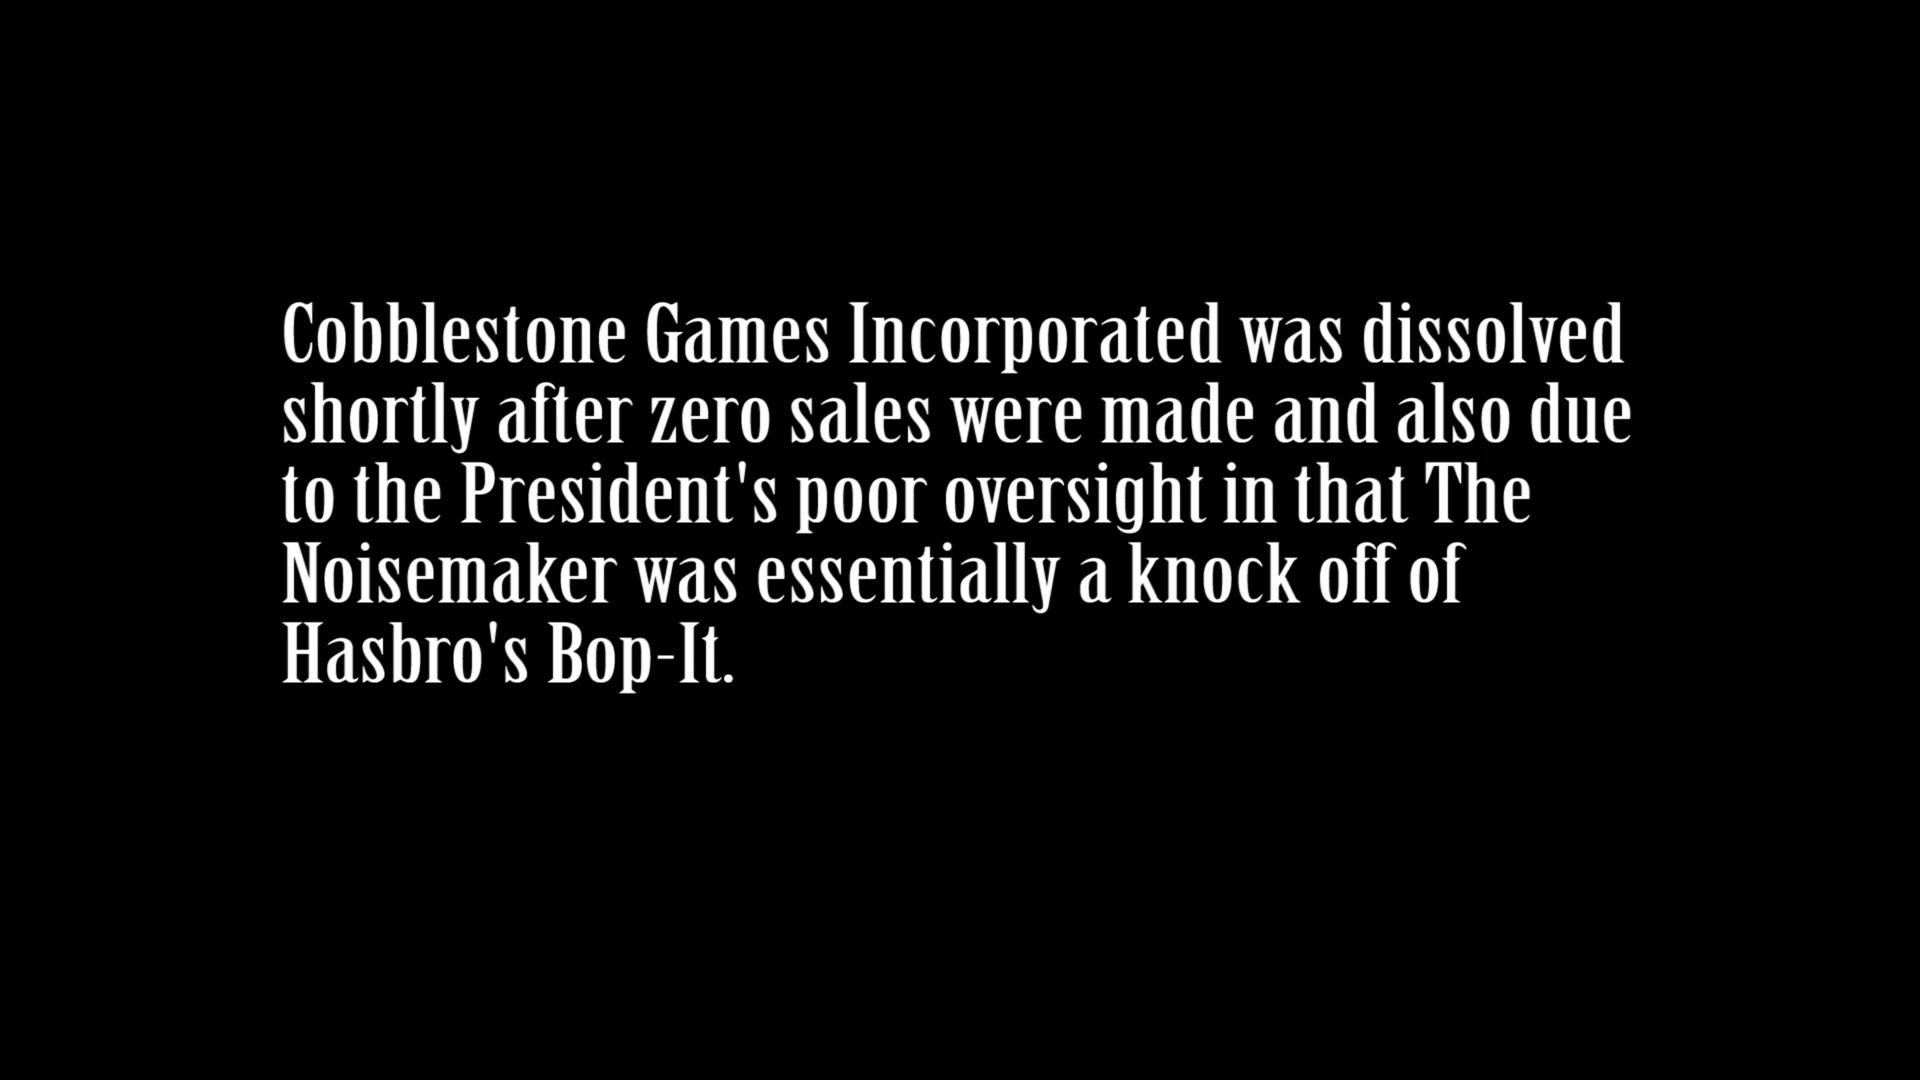 Cobblestone Games Incorporated was dissolved
shortly after zero sales were made and also due
to the President's poor oversight in that The
Noisemaker was essentially a knock off of
Hasbro's Bop-It.